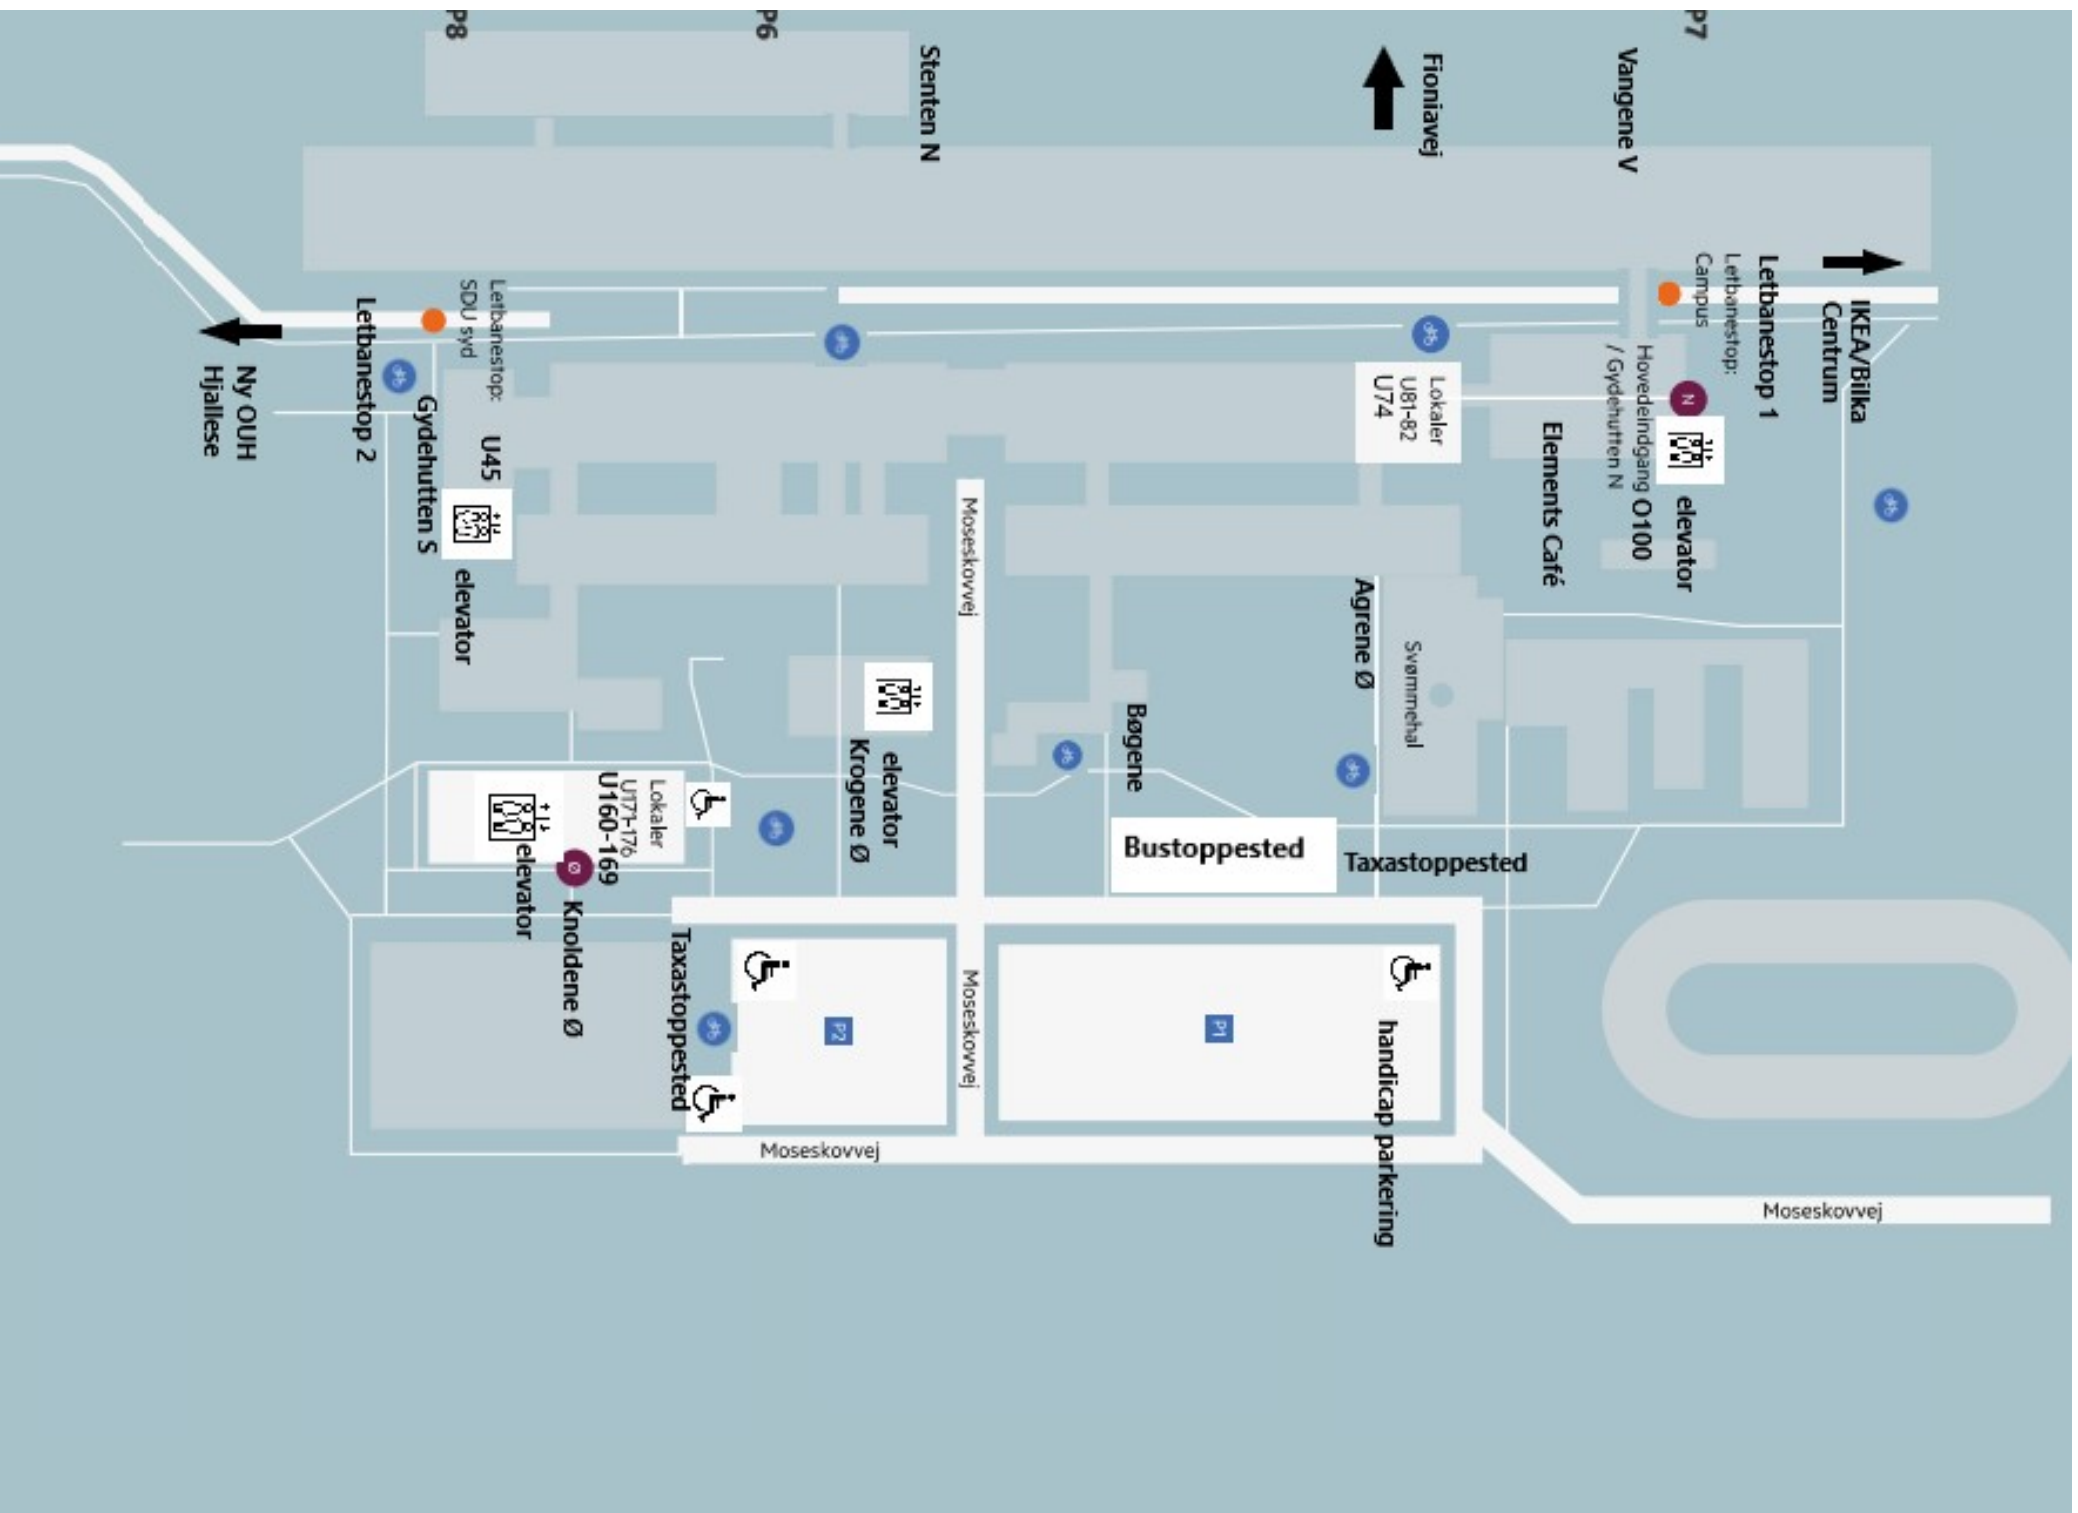 P8
P6
P7
Stenten N
Fioniavej
Vangene V
IKEA/Bilka
Centrum
Letbanestop 1
Letbanestop:
Campus
Letbanestop:
SDU syd
Letbanestop 2
Ny OUH
Hjallese
Gydehutten S
U45
elevator
Lokaler
U81-82
U74
N
Hovedeindgang O100
/ Gydehutten N
elevator
Elements Café
Moseskovvej
Agrene Ø
Svømmehal
Bøgene
elevator
Krogene Ø
Lokaler
U171-176
U160-169
elevator
Ø
Knoldene Ø
Bustoppested
Taxastoppested
Taxastoppested
P2
Moseskovvej
P1
handicap parkering
Moseskovvej
Moseskovvej